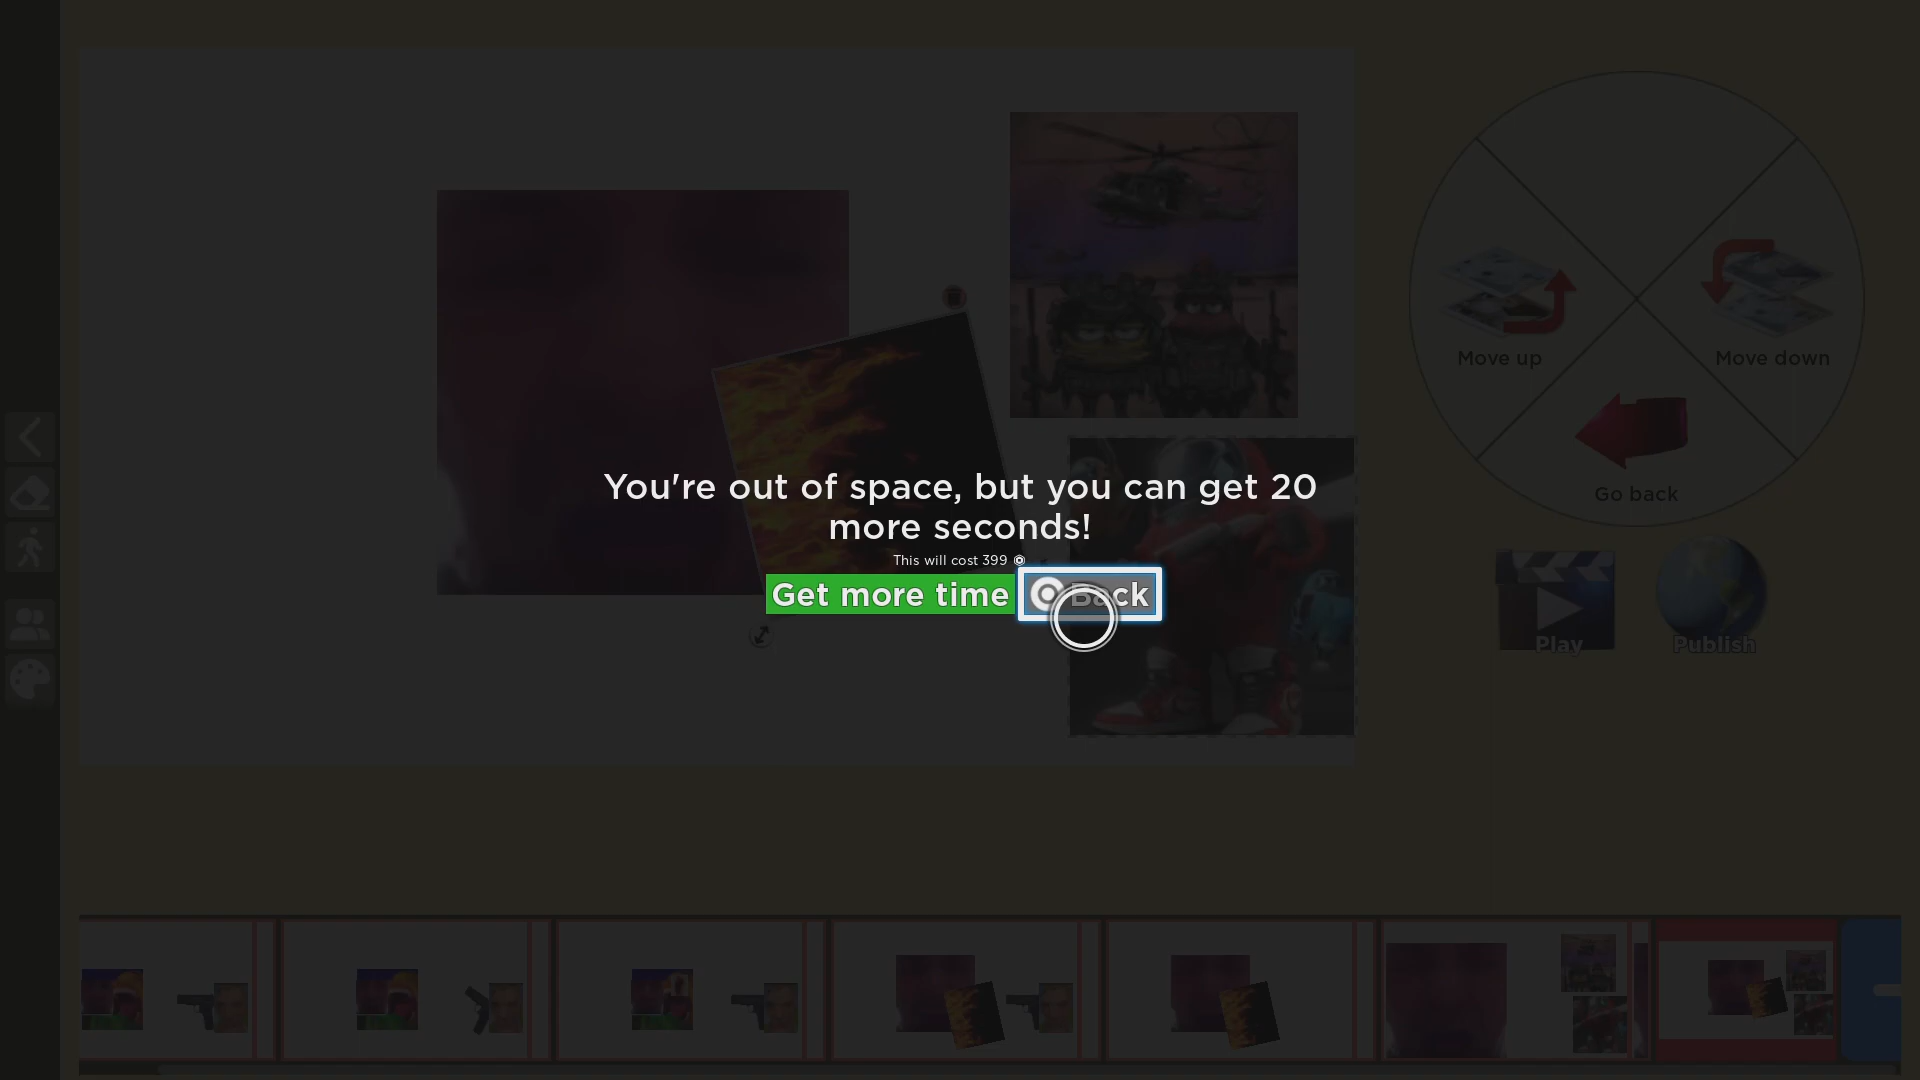 Move up
Move down
Go back
You're out of space, but you can get 20
more seconds!
This will cost 399
Get more time
Back
Play
Publish